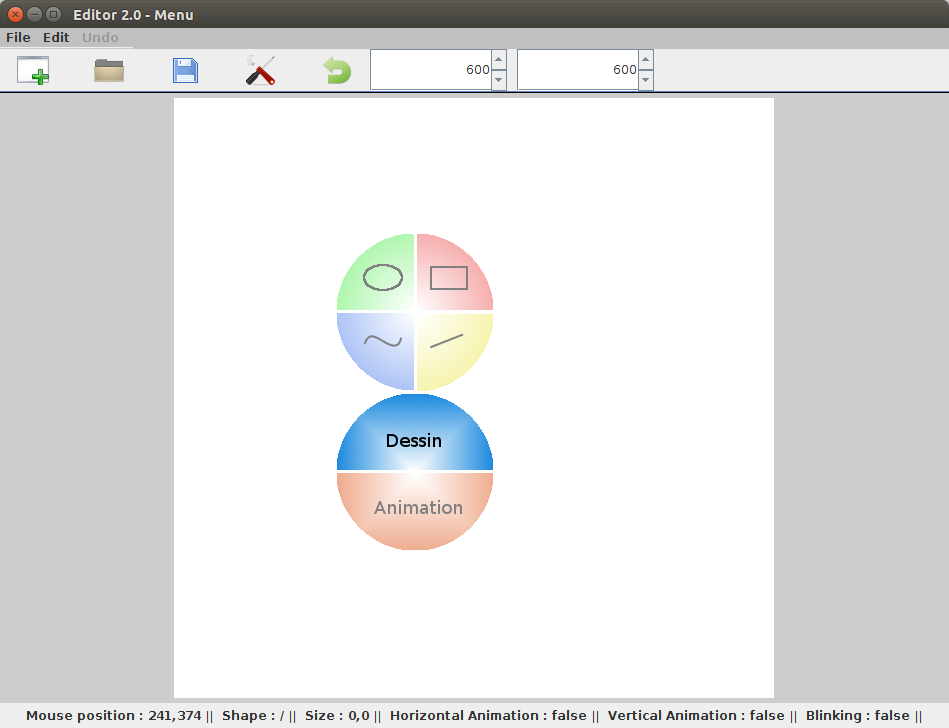 Editor 2.0 - Menu
File Edit Undo
600 600
Dessin
Animation
Mouse position : 241,374 || Shape : / || Size : 0,0 || Horizontal Animation : false || Vertical Animation : false || Blinking : false ||